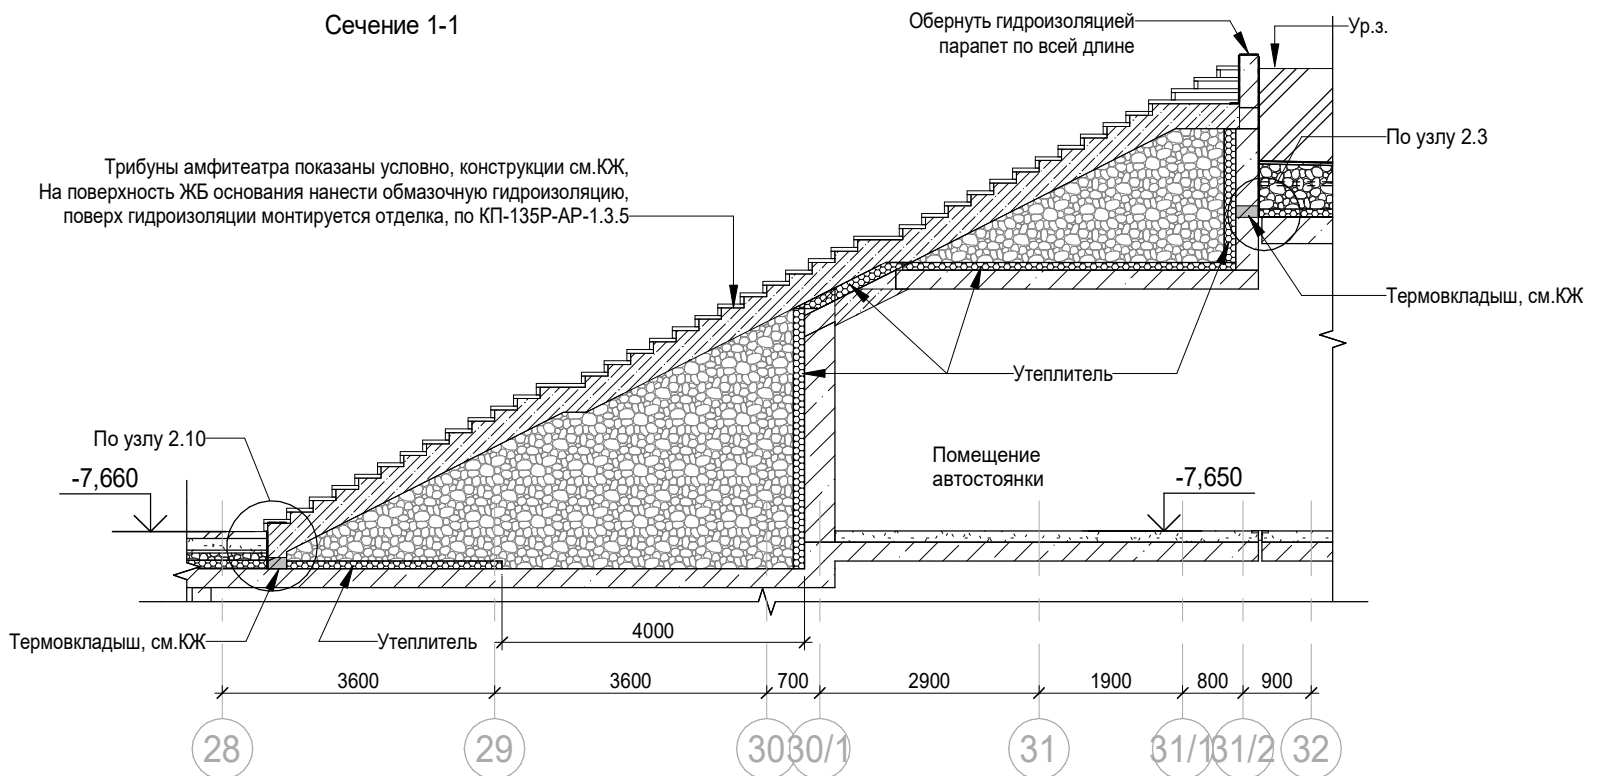 Сечение 1-1
Обернуть гидроизоляцией
парапет по всей длине
Ур.з.
По узлу 2.3
Трибуны амфитеатра показаны условно, конструкции см.КЖ,
На поверхность ЖБ основания нанести обмазочную гидроизоляцию,
поверх гидроизоляции монтируется отделка, по КП-135Р-АР-1.3.5
Термовкладыш, см.КЖ
Утеплитель
По узлу 2.10
-7,660
Помещение
автостоянки
-7,650
Термовкладыш, см.КЖ
Утеплитель
4000
3600
3600
700
2900
1900
800
900
28
29
30
30/1
31
31/1
31/2
32